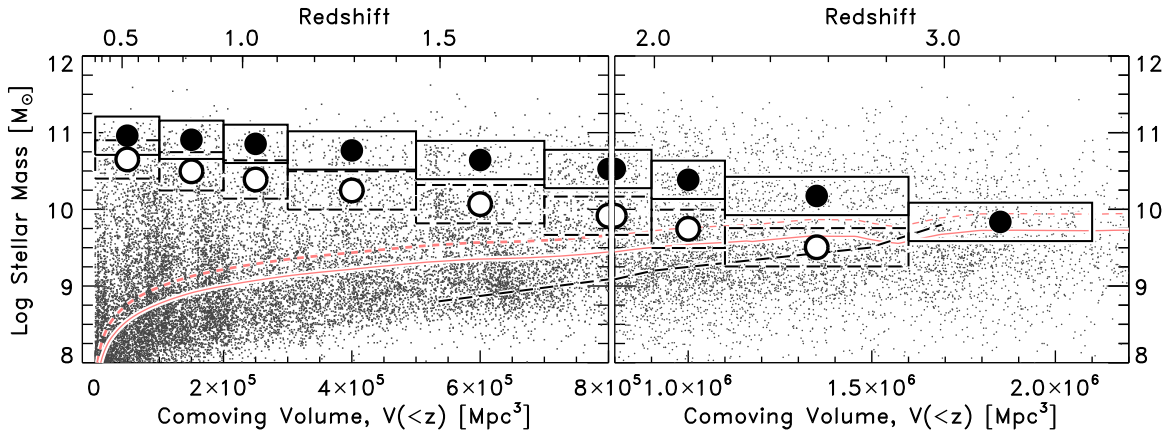 Redshift Redshift
0.5 1.0 1.5 2.0 3.0
12 12
11 11
10 10
9 9
8 8
Log Stellar Mass [M⊙]
0 2×10⁵ 4×10⁵ 6×10⁵ 8×10⁵ 1.0×10⁶ 1.5×10⁶ 2.0×10⁶
Comoving Volume, V(<z) [Mpc³] Comoving Volume, V(<z) [Mpc³]